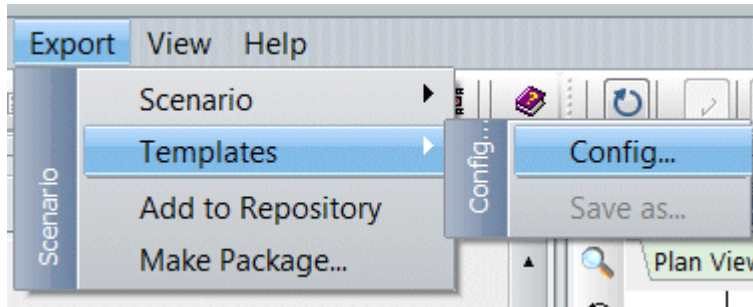 Export View Help
Scenario
Templates
Add to Repository
Make Package...
Scenario
Config...
Config...
Save as...
Plan View